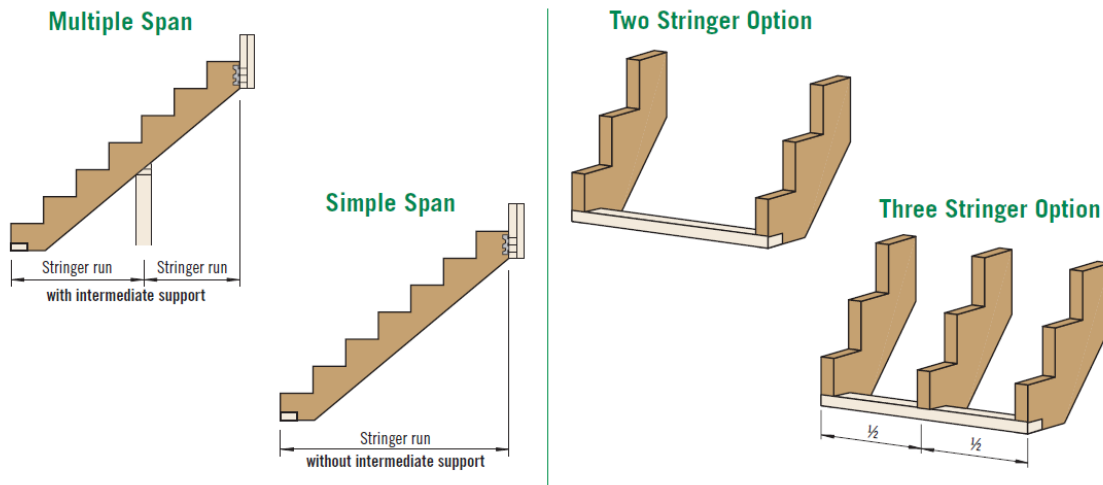 Multiple Span
Stringer run
Stringer run
with intermediate support
Simple Span
Stringer run
without intermediate support
Two Stringer Option
Three Stringer Option
½
½